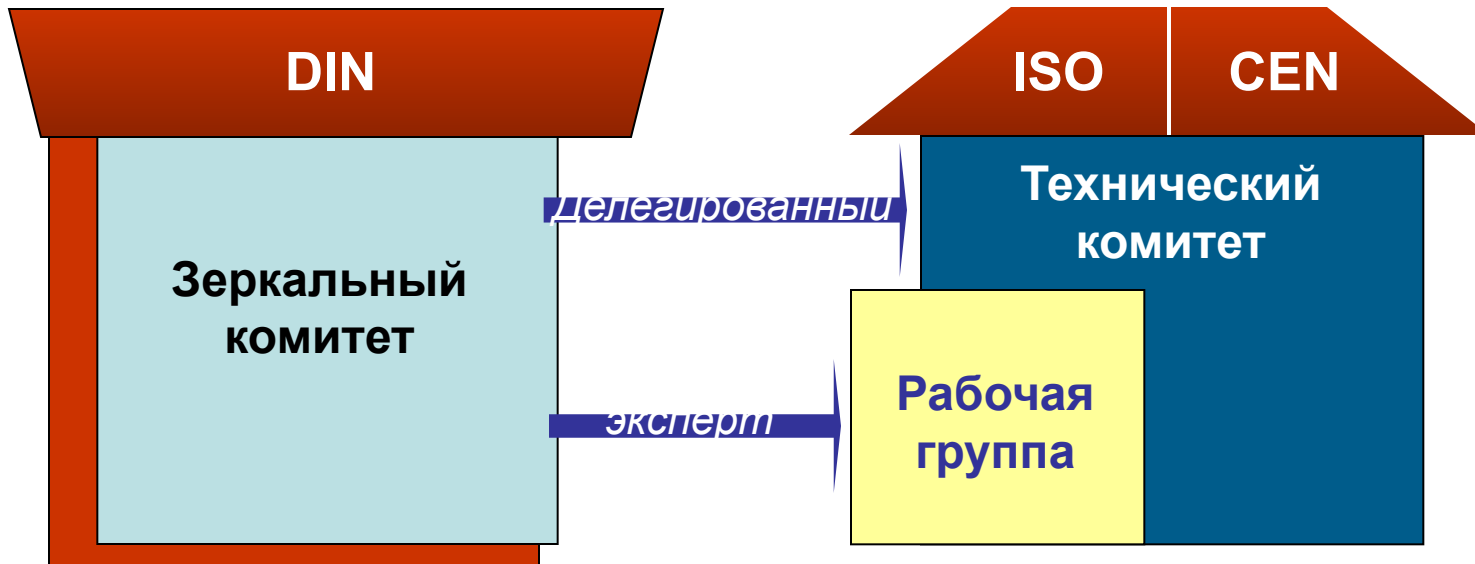 DIN
ISO
CEN
Зеркальный
комитет
Делегированный
Технический
комитет
эксперт
Рабочая
группа